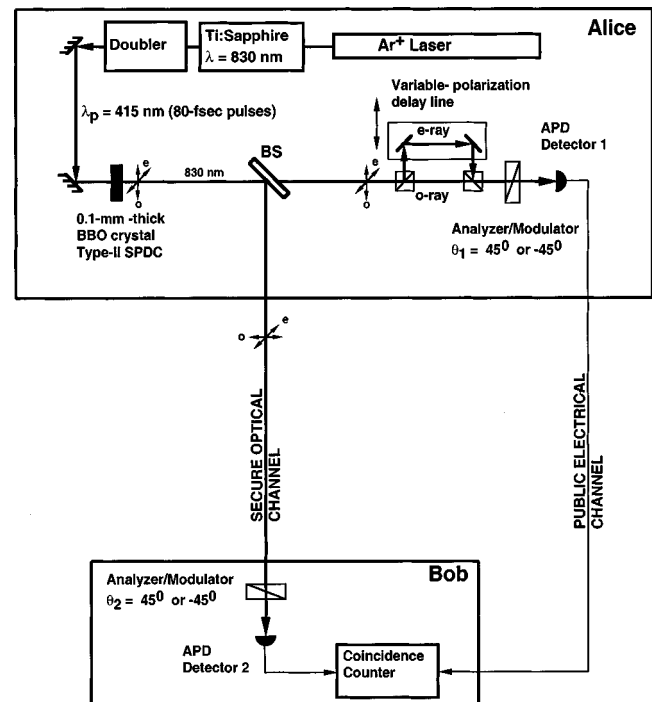 Alice
Doubler
Ti:Sapphire
λ = 830 nm
Ar+ Laser
λp = 415 nm (80-fsec pulses)
Variable- polarization
delay line
e-ray
o-ray
APD
Detector 1
BS
830 nm
e
o
e
o
0.1-mm -thick
BBO crystal
Type-II SPDC
Analyzer/Modulator
θ1 = 45⁰ or -45⁰
e
o
SECURE OPTICAL
CHANNEL
PUBLIC ELECTRICAL
CHANNEL
Bob
Analyzer/Modulator
θ2 = 45⁰ or -45⁰
APD
Detector 2
Coincidence
Counter